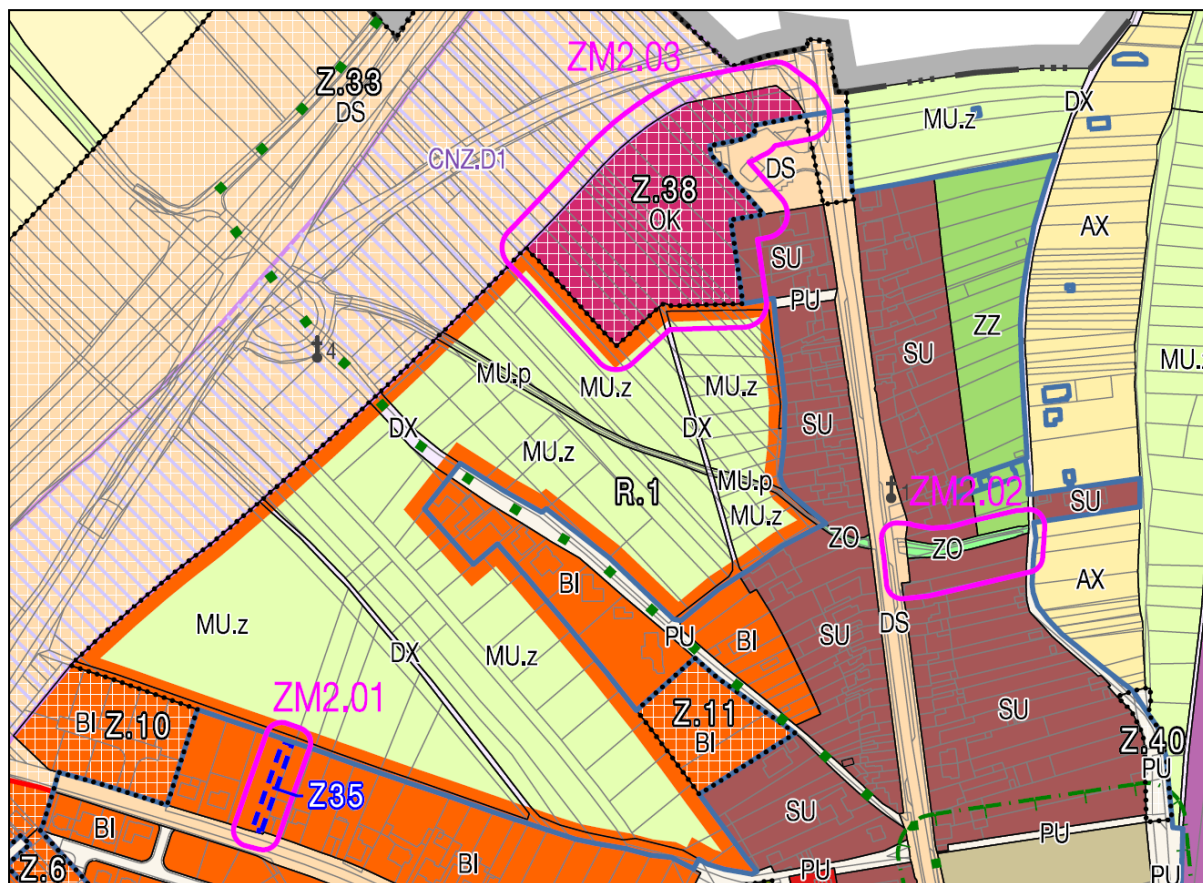 ZM2.03
Z.33
DS
DX
MU.z
CNZ.D1
DS
Z.38
OK
AX
SU
PU
ZZ
SU
4
MU.p
MU.z
MU.z
MU.
DX
DX
SU
MU.z
MU.p
R.1
1
ZM2.02
SU
MU.z
ZO
ZO
BI
AX
MU.z
PU
BI
SU
DS
DX
MU.z
ZM2.01
SU
BI
Z.10
Z.11
BI
Z.40
PU
Z35
SU
BI
PU
Z.6
BI
PU
PU